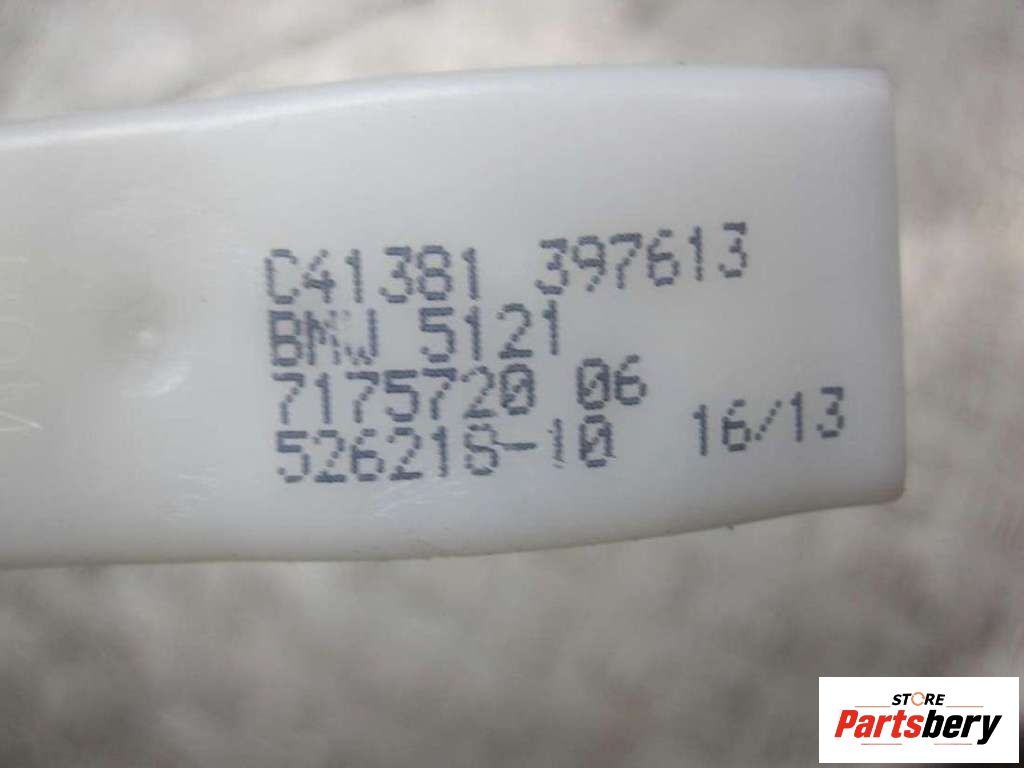 C41381 397613
BMW 5121
7175720 06
526218-10 16/13
STORE
Partsbery